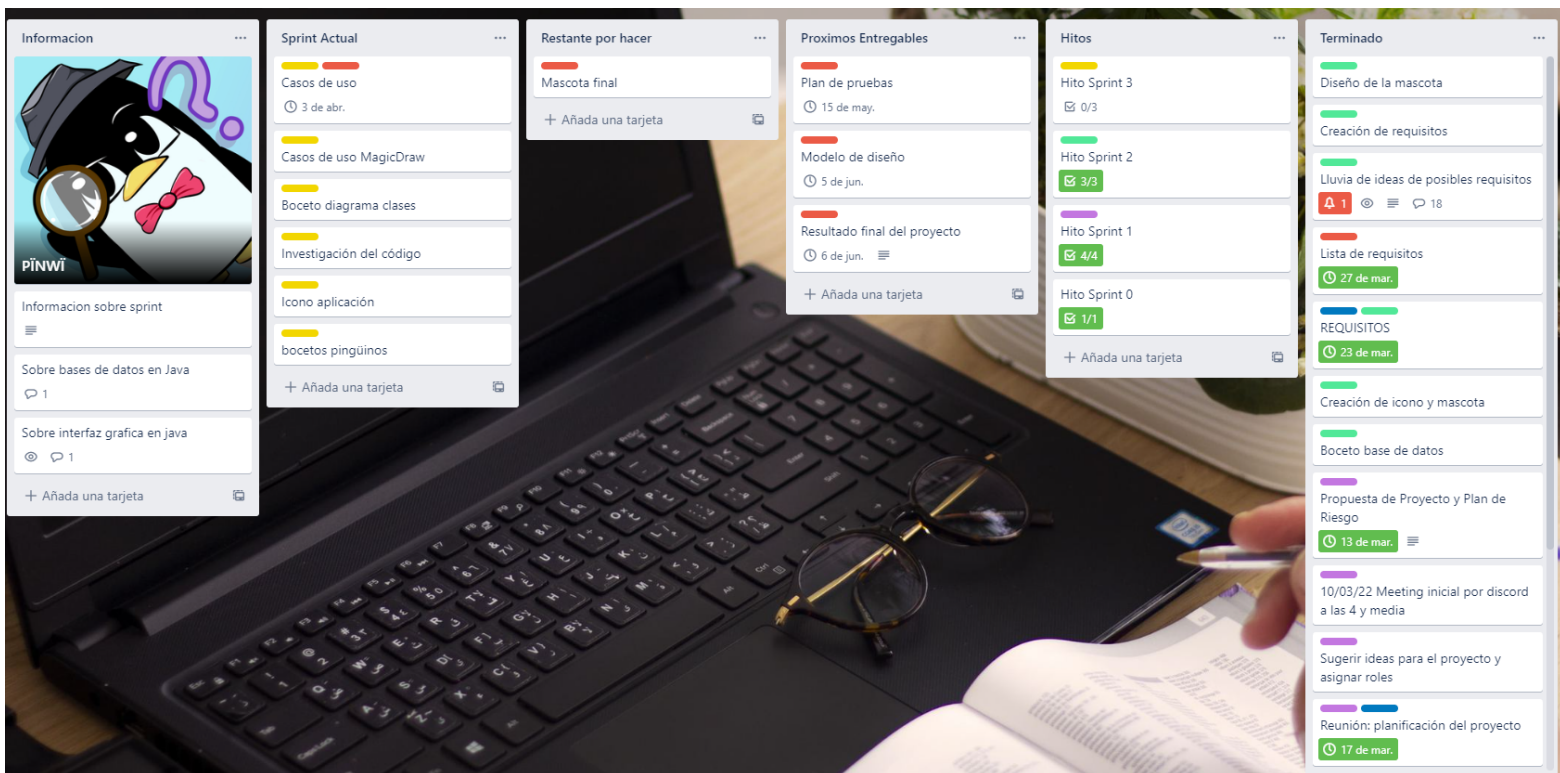 Informacion
PÏNWÏ
Informacion sobre sprint
Sobre bases de datos en Java
1
Sobre interfaz grafica en java
1
+ Añada una tarjeta
Sprint Actual
Casos de uso
3 de abr.
Casos de uso MagicDraw
Boceto diagrama clases
Investigación del código
Icono aplicación
bocetos pingüinos
+ Añada una tarjeta
Restante por hacer
Mascota final
+ Añada una tarjeta
Proximos Entregables
Plan de pruebas
15 de may.
Modelo de diseño
5 de jun.
Resultado final del proyecto
6 de jun.
+ Añada una tarjeta
Hitos
Hito Sprint 3
0/3
Hito Sprint 2
3/3
Hito Sprint 1
4/4
Hito Sprint 0
1/1
+ Añada una tarjeta
Terminado
Diseño de la mascota
Creación de requisitos
Lluvia de ideas de posibles requisitos
1 18
Lista de requisitos
27 de mar.
REQUISITOS
23 de mar.
Creación de icono y mascota
Boceto base de datos
Propuesta de Proyecto y Plan de
Riesgo
13 de mar.
10/03/22 Meeting inicial por discord
a las 4 y media
Sugerir ideas para el proyecto y
asignar roles
Reunión: planificación del proyecto
17 de mar.